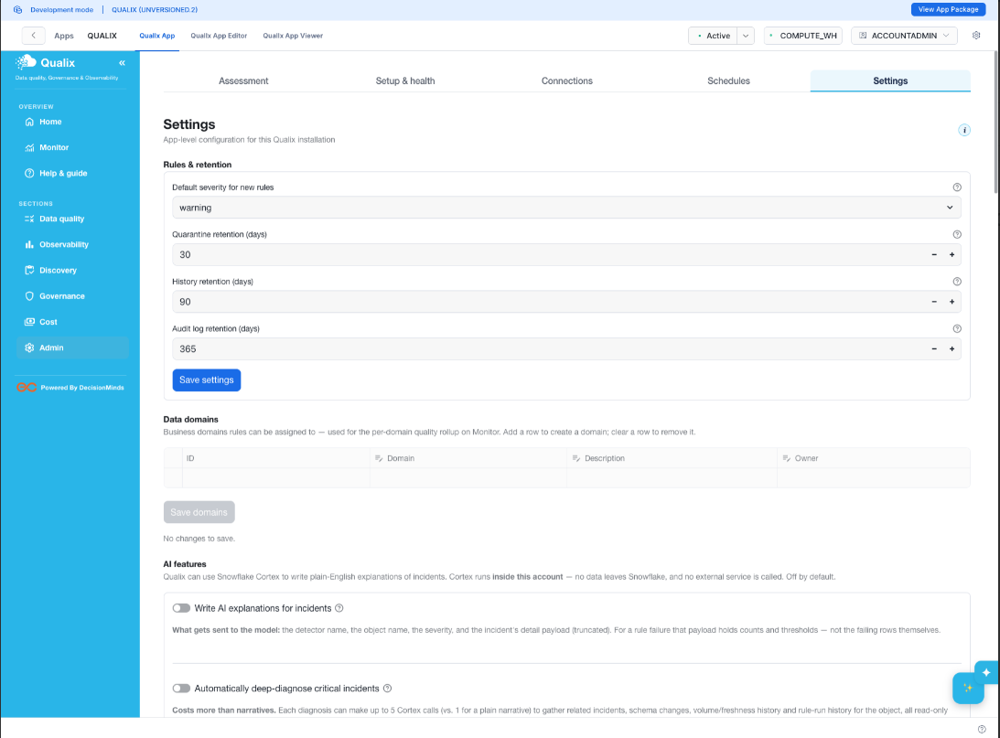 Development mode | QUALIX (UNVERSIONED.2) View App Package
Apps QUALIX Qualix App Qualix App Editor Qualix App Viewer Active COMPUTE_WH ACCOUNTADMIN
Qualix «
Data quality, Governance & Observability
OVERVIEW
Home
Monitor
Help & guide
SECTIONS
Data quality
Observability
Discovery
Governance
Cost
Admin
Powered By DecisionMinds
Assessment Setup & health Connections Schedules Settings
Settings
App-level configuration for this Qualix installation
Rules & retention
Default severity for new rules
warning
Quarantine retention (days)
30 − +
History retention (days)
90 − +
Audit log retention (days)
365 − +
Save settings
Data domains
Business domains rules can be assigned to — used for the per-domain quality rollup on Monitor. Add a row to create a domain; clear a row to remove it.
ID Domain Description Owner
Save domains
No changes to save.
AI features
Qualix can use Snowflake Cortex to write plain-English explanations of incidents. Cortex runs inside this account — no data leaves Snowflake, and no external service is called. Off by default.
Write AI explanations for incidents
What gets sent to the model: the detector name, the object name, the severity, and the incident's detail payload (truncated). For a rule failure that payload holds counts and thresholds — not the failing rows themselves.
Automatically deep-diagnose critical incidents
Costs more than narratives. Each diagnosis can make up to 5 Cortex calls (vs. 1 for a plain narrative) to gather related incidents, schema changes, volume/freshness history and rule-run history for the object, all read-only